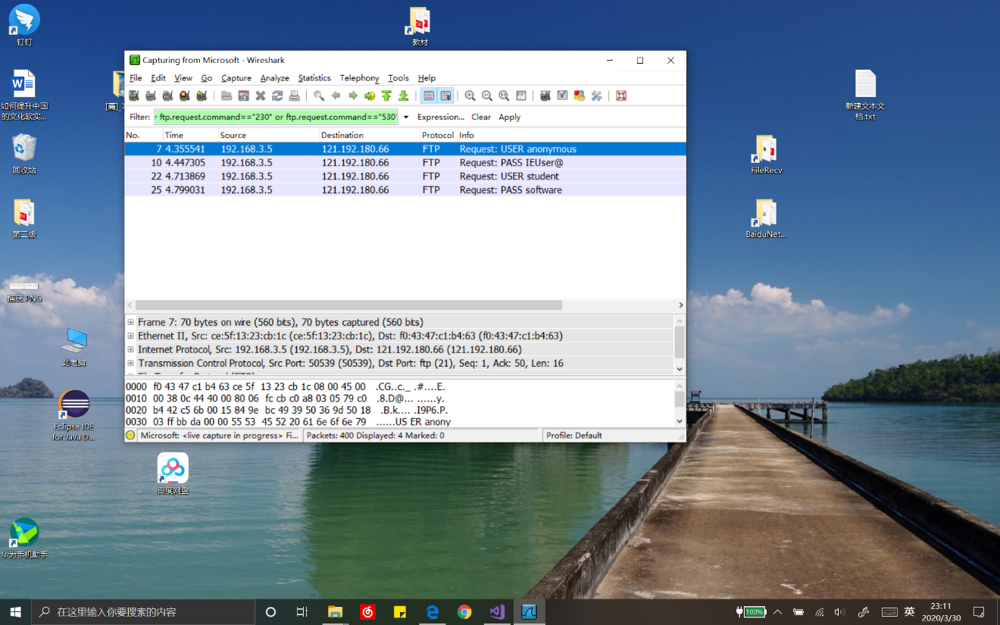 钉钉
教材
如何提升中国
的文化软实...
回收站
第二版
捕获.PNG
此电脑
Eclipse IDE
for Java D...
百度网盘
华为手机助手
新建文本文
档.txt
FileRecv
BaiduNet...
Capturing from Microsoft - Wireshark
File Edit View Go Capture Analyze Statistics Telephony Tools Help
Filter: r ftp.request.command=="230" or ftp.request.command=="530" Expression... Clear Apply
No. Time Source Destination Protocol Info
7 4.355541 192.168.3.5 121.192.180.66 FTP Request: USER anonymous
10 4.447305 192.168.3.5 121.192.180.66 FTP Request: PASS IEUser@
22 4.713869 192.168.3.5 121.192.180.66 FTP Request: USER student
25 4.799031 192.168.3.5 121.192.180.66 FTP Request: PASS software
Frame 7: 70 bytes on wire (560 bits), 70 bytes captured (560 bits)
Ethernet II, Src: ce:5f:13:23:cb:1c (ce:5f:13:23:cb:1c), Dst: f0:43:47:c1:b4:63 (f0:43:47:c1:b4:63)
Internet Protocol, Src: 192.168.3.5 (192.168.3.5), Dst: 121.192.180.66 (121.192.180.66)
Transmission Control Protocol, Src Port: 50539 (50539), Dst Port: ftp (21), Seq: 1, Ack: 50, Len: 16
0000 f0 43 47 c1 b4 63 ce 5f 13 23 cb 1c 08 00 45 00 .CG..c._ .#....E.
0010 00 38 0c 44 40 00 80 06 fc cb c0 a8 03 05 79 c0 .8.D@... ......y.
0020 b4 42 c5 6b 00 15 84 9e bc 49 39 50 36 9d 50 18 .B.k.... .I9P6.P.
0030 03 ff bb da 00 00 55 53 45 52 20 61 6e 6f 6e 79 ......US ER anony
Microsoft: <live capture in progress> Fi... Packets: 400 Displayed: 4 Marked: 0 Profile: Default
在这里输入你要搜索的内容
100%
英
23:11
2020/3/30